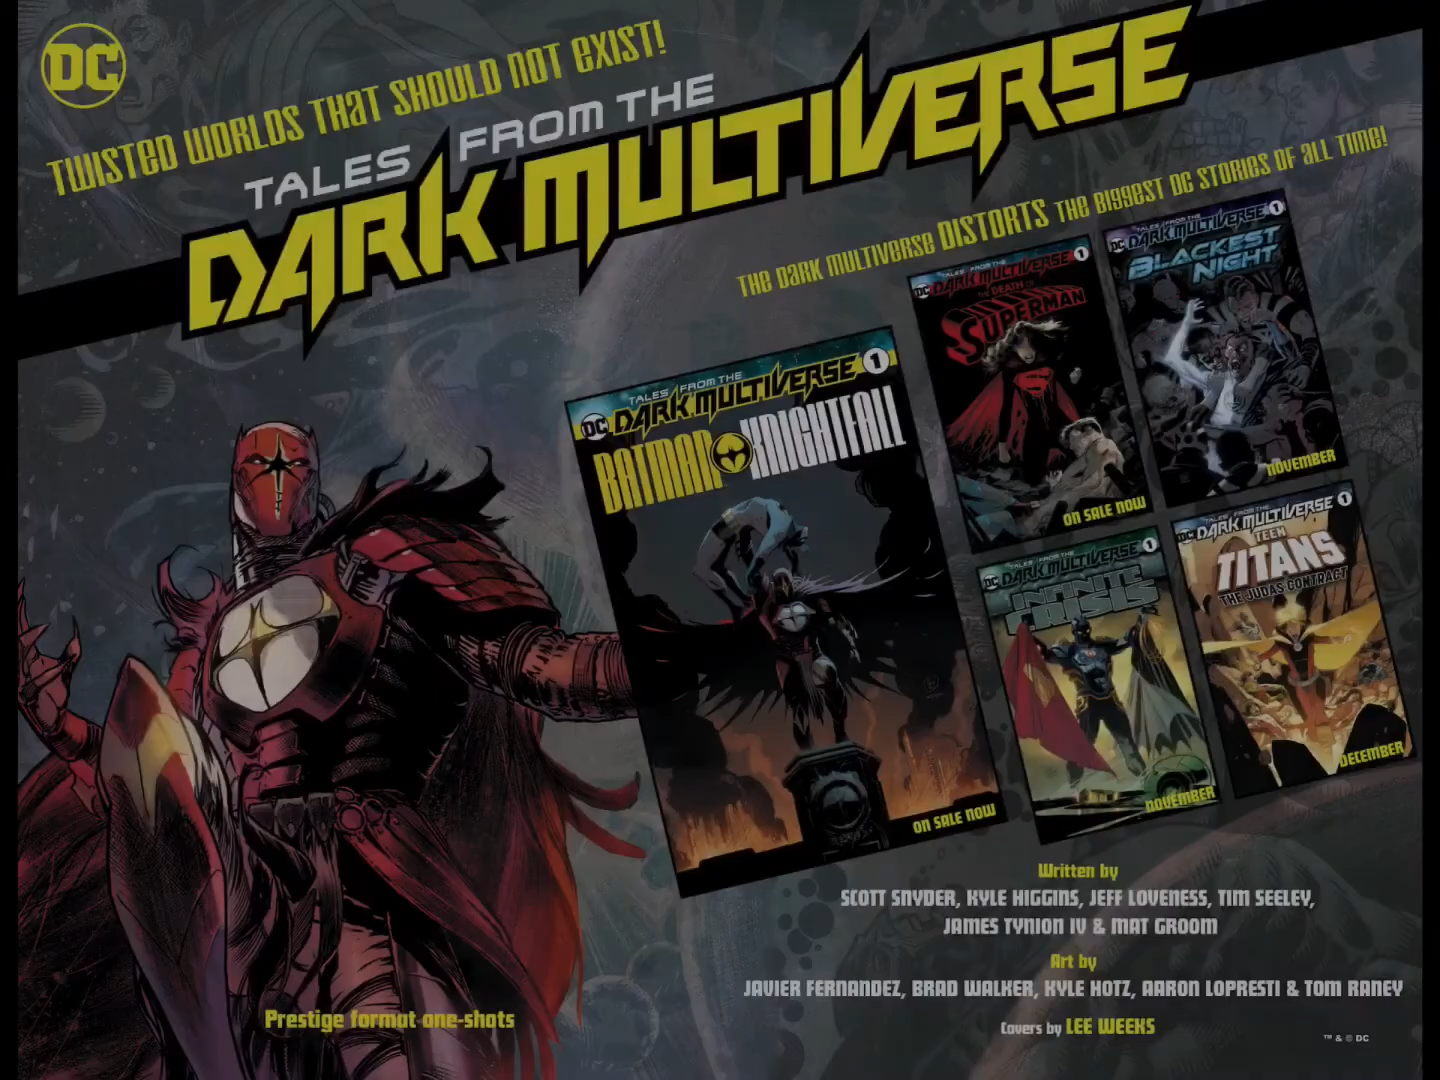 DC
TWISTED WORLDS THAT SHOULD NOT EXIST!
TALES FROM THE
DARK MULTIVERSE
THE DARK MULTIVERSE DISTORTS THE BIGGEST DC STORIES OF ALL TIME!
TALES FROM THE
DC DARK MULTIVERSE 1
BATMAN KNIGHTFALL
ON SALE NOW
TALES FROM THE
DC DARK MULTIVERSE 1
THE DEATH OF
SUPERMAN
ON SALE NOW
TALES FROM THE
DC DARK MULTIVERSE 1
BLACKEST
NIGHT
NOVEMBER
TALES FROM THE
DC DARK MULTIVERSE 1
INFINITE
CRISIS
NOVEMBER
TALES FROM THE
DC DARK MULTIVERSE 1
TEEN
TITANS
THE JUDAS CONTRACT
DECEMBER
Written by
SCOTT SNYDER, KYLE HIGGINS, JEFF LOVENESS, TIM SEELEY,
JAMES TYNION IV & MAT GROOM
Art by
JAVIER FERNANDEZ, BRAD WALKER, KYLE HOTZ, AARON LOPRESTI & TOM RANEY
Covers by LEE WEEKS
Prestige format one-shots
™ & © DC